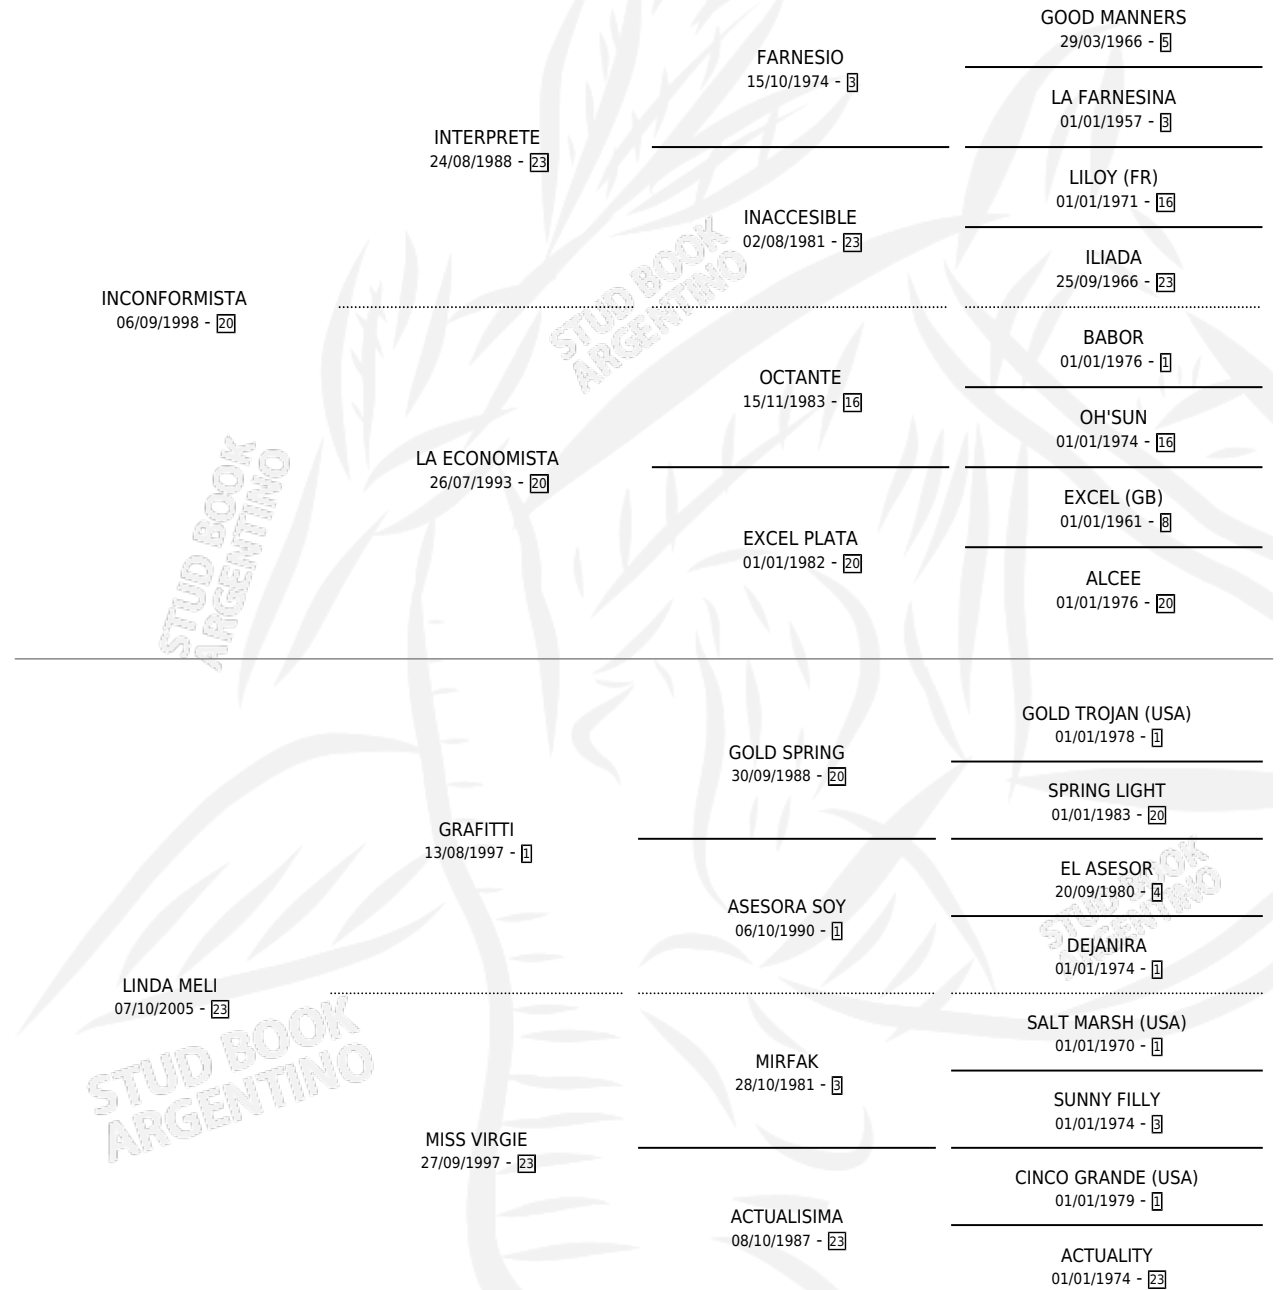 GOOD MANNERS
29/03/1966 - 5
FARNESIO
15/10/1974 - 3
LA FARNESINA
01/01/1957 - 3
INTERPRETE
24/08/1988 - 23
LILOY (FR)
01/01/1971 - 16
INACCESIBLE
02/08/1981 - 23
ILIADA
25/09/1966 - 23
INCONFORMISTA
06/09/1998 - 20
BABOR
01/01/1976 - 1
OCTANTE
15/11/1983 - 16
OH'SUN
01/01/1974 - 16
LA ECONOMISTA
26/07/1993 - 20
EXCEL (GB)
01/01/1961 - 8
EXCEL PLATA
01/01/1982 - 20
ALCEE
01/01/1976 - 20
GOLD TROJAN (USA)
01/01/1978 - 1
GOLD SPRING
30/09/1988 - 20
SPRING LIGHT
01/01/1983 - 20
GRAFITTI
13/08/1997 - 1
EL ASESOR
20/09/1980 - 4
ASESORA SOY
06/10/1990 - 1
DEJANIRA
01/01/1974 - 1
LINDA MELI
07/10/2005 - 23
SALT MARSH (USA)
01/01/1970 - 1
MIRFAK
28/10/1981 - 3
SUNNY FILLY
01/01/1974 - 3
MISS VIRGIE
27/09/1997 - 23
CINCO GRANDE (USA)
01/01/1979 - 1
ACTUALISIMA
08/10/1987 - 23
ACTUALITY
01/01/1974 - 23
STUD BOOK
ARGENTINO
STUD BOOK
ARGENTINO
STUD BOOK
ARGENTINO
STUD BOOK
ARGENTINO